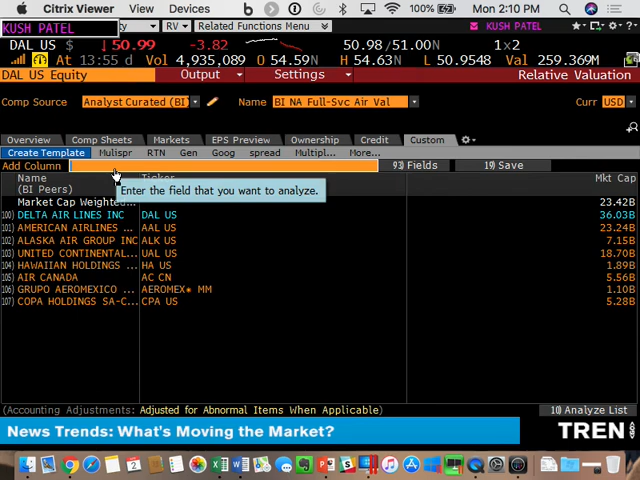 Citrix Viewer View Devices 100% Mon 2:10 PM
KUSH PATEL RV Related Functions Menu KUSH PATEL
DAL US $ ↓50.99 -3.82 50.98/51.00N 1×2
At 13:55 d Vol 4,935,089 O 54.59N H 54.63N L 50.9548 Val 259.369M
DAL US Equity Output Settings Relative Valuation
Comp Source Analyst Curated (BI) Name BI NA Full-Svc Air Val Curr USD
Overview Comp Sheets Markets EPS Preview Ownership Credit Custom
Create Template Mulispr RTN Gen Goog spread Multipl... More...
Add Column 93) Fields 19) Save
Name Ticker Mkt Cap
(BI Peers)
Enter the field that you want to analyze.
Market Cap Weighted... 23.42B
100) DELTA AIR LINES INC DAL US 36.03B
101) AMERICAN AIRLINES ... AAL US 23.24B
102) ALASKA AIR GROUP INC ALK US 7.15B
103) UNITED CONTINENTAL... UAL US 18.70B
104) HAWAIIAN HOLDINGS ... HA US 1.89B
105) AIR CANADA AC CN 5.56B
106) GRUPO AEROMEXICO ... AEROMEX* MM 1.10B
107) COPA HOLDINGS SA-C... CPA US 5.28B
(Accounting Adjustments: Adjusted for Abnormal Items When Applicable) 10) Analyze List
News Trends: What's Moving the Market? TREN